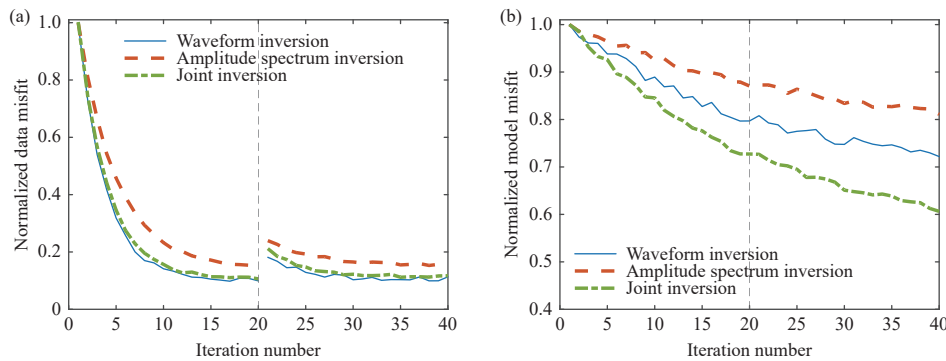 (a)
Normalized data misfit
1.0
0.8
0.6
0.4
0.2
0
Waveform inversion
Amplitude spectrum inversion
Joint inversion
0 5 10 15 20 25 30 35 40
Iteration number
(b)
Normalized model misfit
1.0
0.9
0.8
0.7
0.6
0.5
0.4
Waveform inversion
Amplitude spectrum inversion
Joint inversion
0 5 10 15 20 25 30 35 40
Iteration number